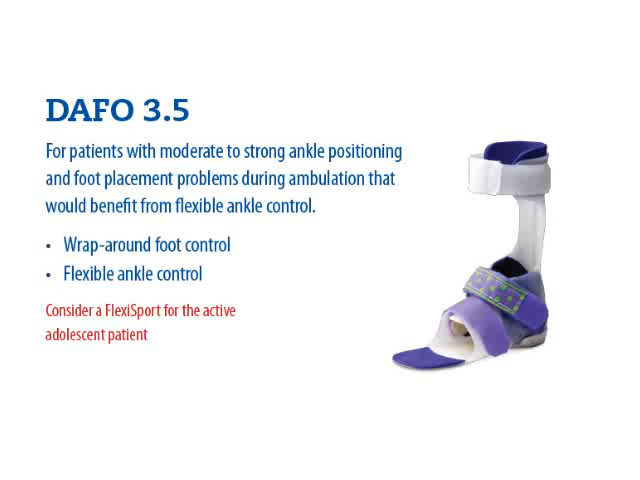 DAFO 3.5
For patients with moderate to strong ankle positioning
and foot placement problems during ambulation that
would benefit from flexible ankle control.
• Wrap-around foot control
• Flexible ankle control
Consider a FlexiSport for the active
adolescent patient